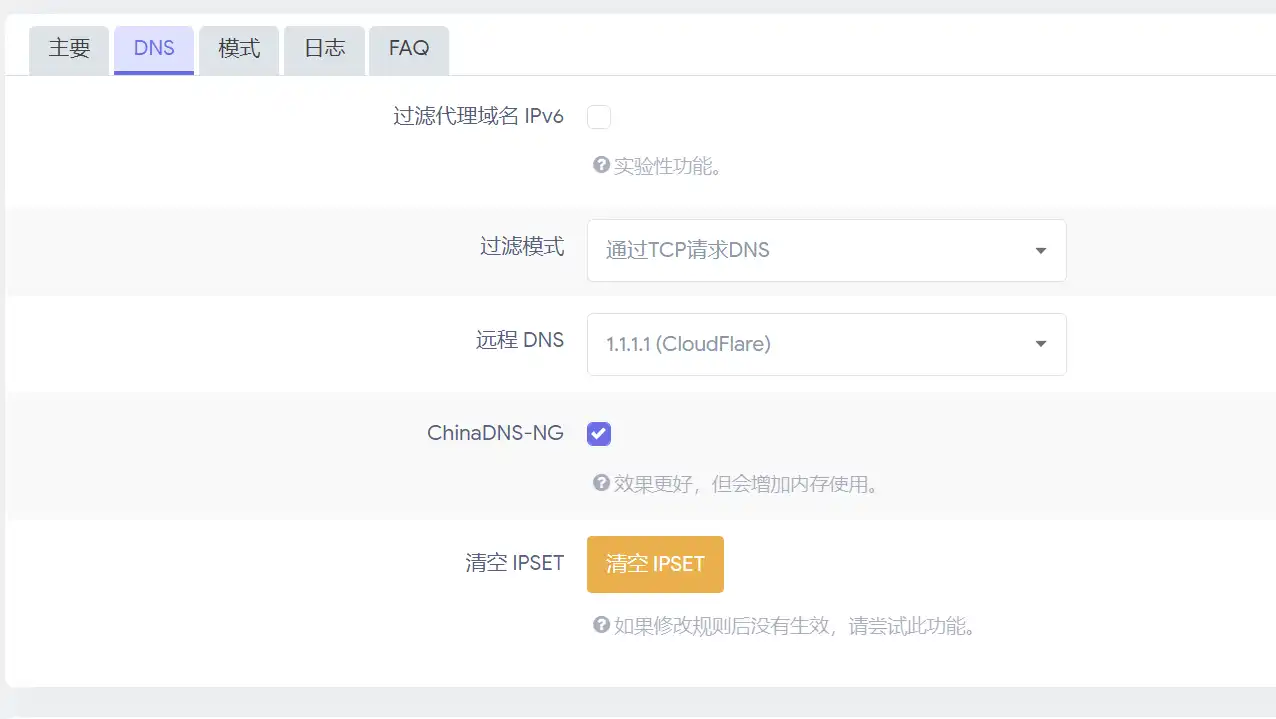 主要 DNS 模式 日志 FAQ
过滤代理域名 IPv6
实验性功能。
过滤模式 通过TCP请求DNS
远程 DNS 1.1.1.1 (CloudFlare)
ChinaDNS-NG
效果更好，但会增加内存使用。
清空 IPSET 清空 IPSET
如果修改规则后没有生效，请尝试此功能。